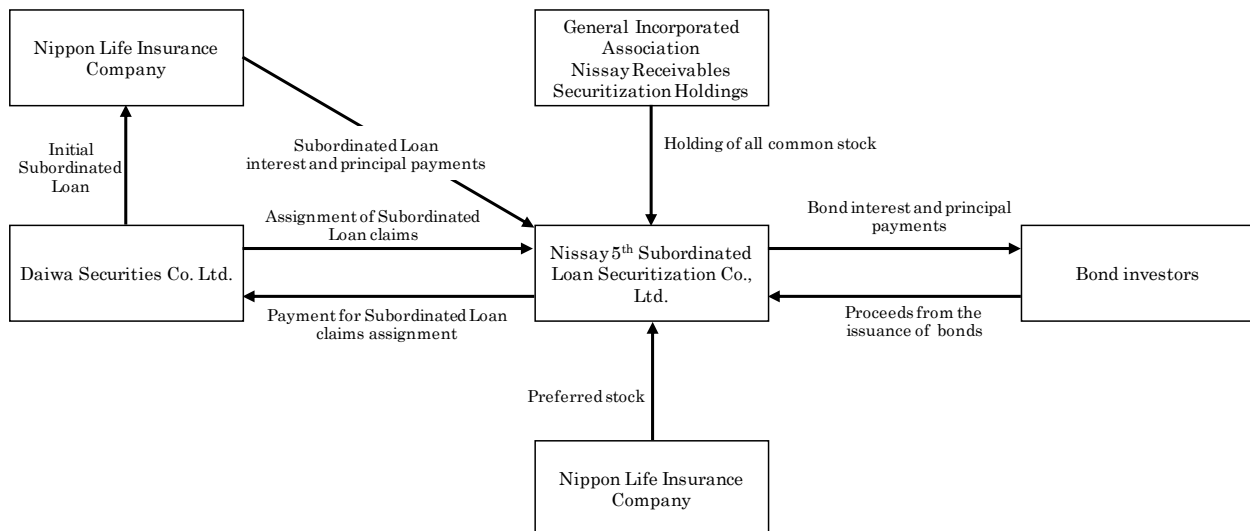 Nippon Life Insurance
Company
General Incorporated
Association
Nissay Receivables
Securitization Holdings
Initial
Subordinated
Loan
Subordinated Loan
interest and principal payments
Holding of all common stock
Assignment of Subordinated
Loan claims
Bond interest and principal
payments
Daiwa Securities Co. Ltd.
Nissay 5th Subordinated
Loan Securitization Co.,
Ltd.
Bond investors
Payment for Subordinated Loan
claims assignment
Proceeds from the
issuance of bonds
Preferred stock
Nippon Life Insurance
Company